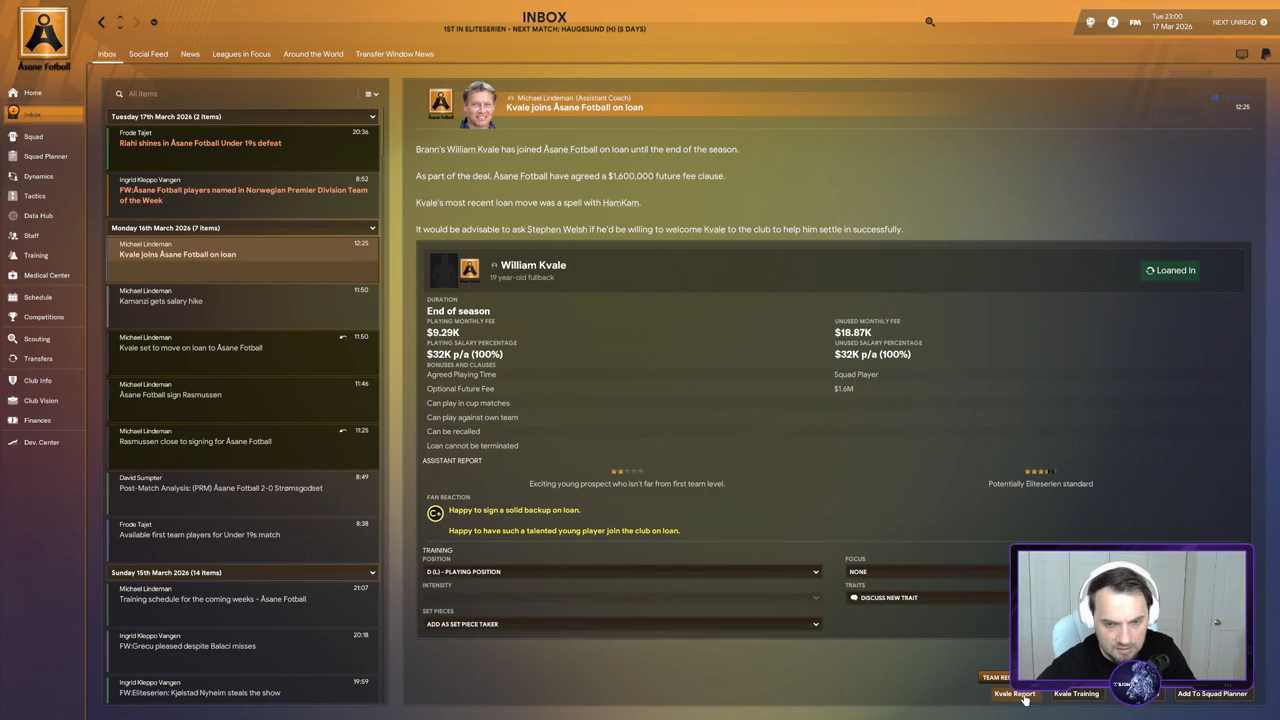 INBOX
1ST IN ELITESERIEN - NEXT MATCH: HAUGESUND (H) (5 DAYS)
FM
Tue 23:00
17 Mar 2026
NEXT UNREAD
Åsane Fotball
Inbox
Social Feed
News
Leagues in Focus
Around the World
Transfer Window News
Home
Inbox
Squad
Squad Planner
Dynamics
Tactics
Data Hub
Staff
Training
Medical Center
Schedule
Competitions
Scouting
Transfers
Club Info
Club Vision
Finances
Dev. Center
All Items
Tuesday 17th March 2026 (2 items)
Frode Tajet
20:36
Riahi shines in Åsane Fotball Under 19s defeat
Ingrid Kleppo Vangen
8:52
FW:Åsane Fotball players named in Norwegian Premier Division Team
of the Week
Monday 16th March 2026 (7 items)
Michael Lindeman
12:25
Kvale joins Åsane Fotball on loan
Michael Lindeman
11:50
Kamanzi gets salary hike
Michael Lindeman
11:50
Kvale set to move on loan to Åsane Fotball
Michael Lindeman
11:46
Åsane Fotball sign Rasmussen
Michael Lindeman
11:25
Rasmussen close to signing for Åsane Fotball
David Sumpter
8:49
Post-Match Analysis: (PRM) Åsane Fotball 2-0 Strømsgodset
Frode Tajet
8:38
Available first team players for Under 19s match
Sunday 15th March 2026 (14 items)
Michael Lindeman
21:07
Training schedule for the coming weeks - Åsane Fotball
Ingrid Kleppo Vangen
20:18
FW:Grecu pleased despite Balaci misses
Ingrid Kleppo Vangen
19:59
FW:Eliteserien: Kjølstad Nyheim steals the show
Michael Lindeman (Assistant Coach)
Kvale joins Åsane Fotball on loan
12:25
Brann's William Kvale has joined Åsane Fotball on loan until the end of the season.
As part of the deal, Åsane Fotball have agreed a $1,600,000 future fee clause.
Kvale's most recent loan move was a spell with HamKam.
It would be advisable to ask Stephen Welsh if he'd be willing to welcome Kvale to the club to help him settle in successfully.
William Kvale
19 year-old fullback
Loaned In
DURATION
End of season
PLAYING MONTHLY FEE
UNUSED MONTHLY FEE
$9.29K
$18.87K
PLAYING SALARY PERCENTAGE
UNUSED SALARY PERCENTAGE
$32K p/a (100%)
$32K p/a (100%)
BONUSES AND CLAUSES
Agreed Playing Time
Squad Player
Optional Future Fee
$1.6M
Can play in cup matches
Can play against own team
Can be recalled
Loan cannot be terminated
ASSISTANT REPORT
Exciting young prospect who isn't far from first team level.
Potentially Eliteserien standard
FAN REACTION
C+
Happy to sign a solid backup on loan.
Happy to have such a talented young player join the club on loan.
TRAINING
POSITION
FOCUS
D (L) - PLAYING POSITION
NONE
INTENSITY
TRAITS
DISCUSS NEW TRAIT
SET PIECES
ADD AS SET PIECE TAKER
Kvale Report
Kvale Training
Add To Squad Planner